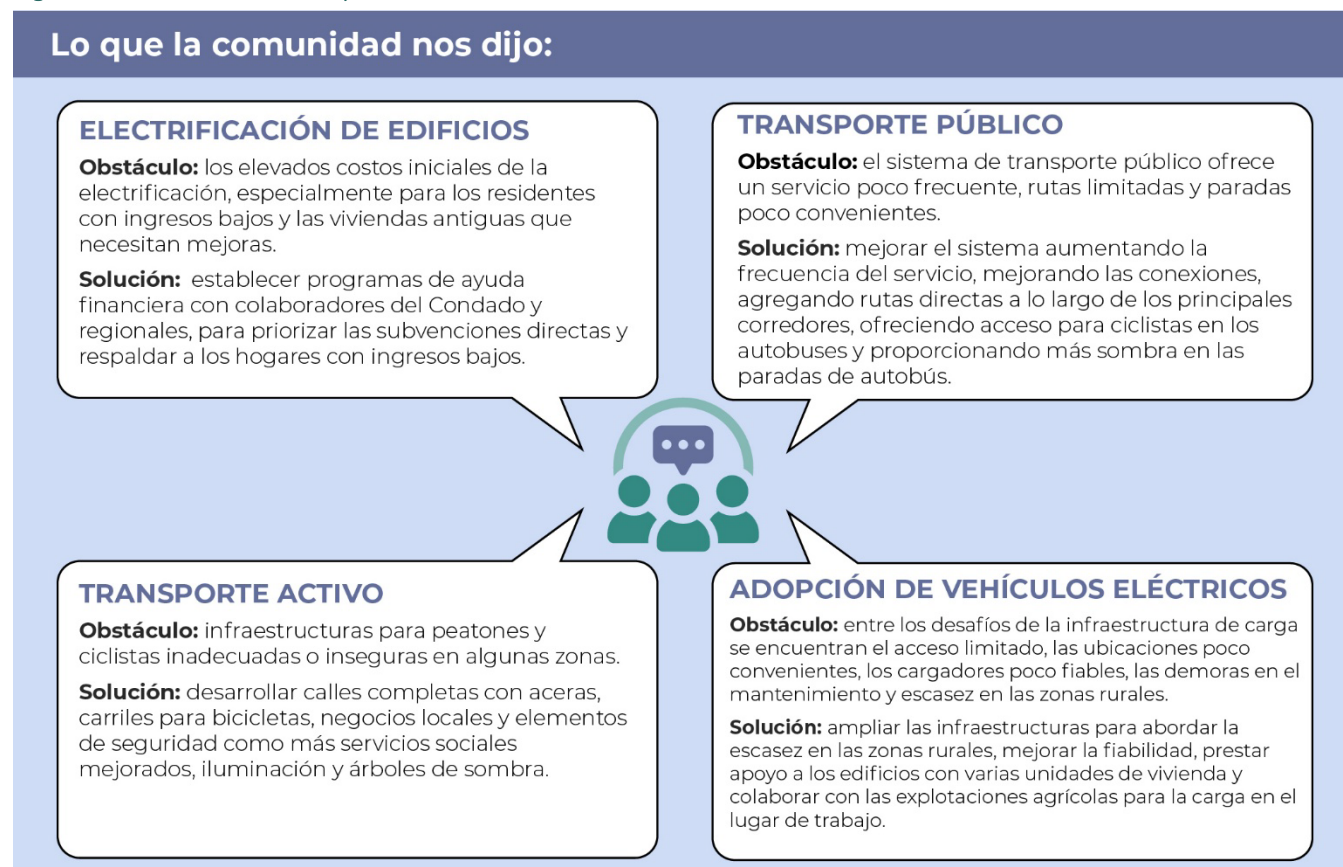 Lo que la comunidad nos dijo:
ELECTRIFICACIÓN DE EDIFICIOS
Obstáculo: los elevados costos iniciales de la
electrificación, especialmente para los residentes
con ingresos bajos y las viviendas antiguas que
necesitan mejoras.
Solución: establecer programas de ayuda
financiera con colaboradores del Condado y
regionales, para priorizar las subvenciones directas y
respaldar a los hogares con ingresos bajos.
TRANSPORTE PÚBLICO
Obstáculo: el sistema de transporte público ofrece
un servicio poco frecuente, rutas limitadas y paradas
poco convenientes.
Solución: mejorar el sistema aumentando la
frecuencia del servicio, mejorando las conexiones,
agregando rutas directas a lo largo de los principales
corredores, ofreciendo acceso para ciclistas en los
autobuses y proporcionando más sombra en las
paradas de autobús.
TRANSPORTE ACTIVO
Obstáculo: infraestructuras para peatones y
ciclistas inadecuadas o inseguras en algunas zonas.
Solución: desarrollar calles completas con aceras,
carriles para bicicletas, negocios locales y elementos
de seguridad como más servicios sociales
mejorados, iluminación y árboles de sombra.
ADOPCIÓN DE VEHÍCULOS ELÉCTRICOS
Obstáculo: entre los desafíos de la infraestructura de carga
se encuentran el acceso limitado, las ubicaciones poco
convenientes, los cargadores poco fiables, las demoras en el
mantenimiento y escasez en las zonas rurales.
Solución: ampliar las infraestructuras para abordar la
escasez en las zonas rurales, mejorar la fiabilidad, prestar
apoyo a los edificios con varias unidades de vivienda y
colaborar con las explotaciones agrícolas para la carga en el
lugar de trabajo.